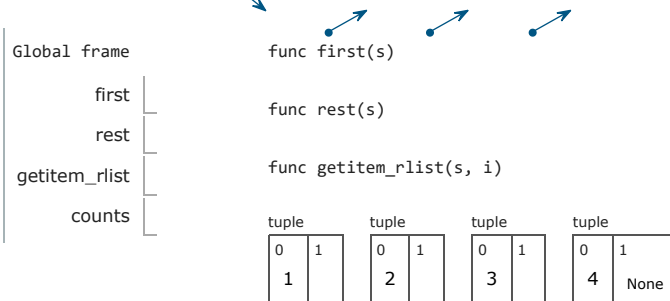 Global frame
func first(s)
first
func rest(s)
rest
func getitem_rlist(s, i)
getitem_rlist
counts
tuple tuple tuple tuple
0 1 0 1 0 1 0 1
1 2 3 4 None